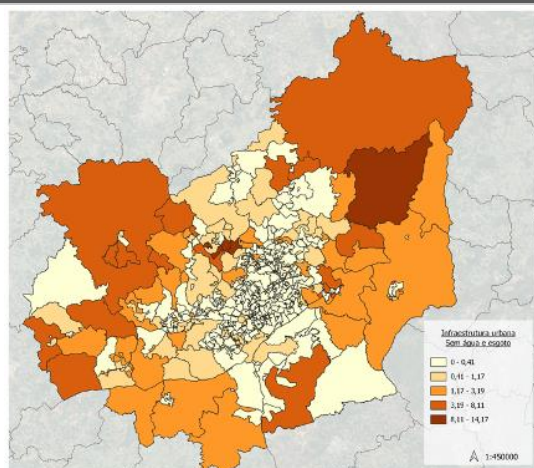 Infraestrutura urbana
Sem água e esgoto
0 - 0,41
0,41 - 1,17
1,17 - 3,19
3,19 - 8,11
8,11 - 14,17
1:450000